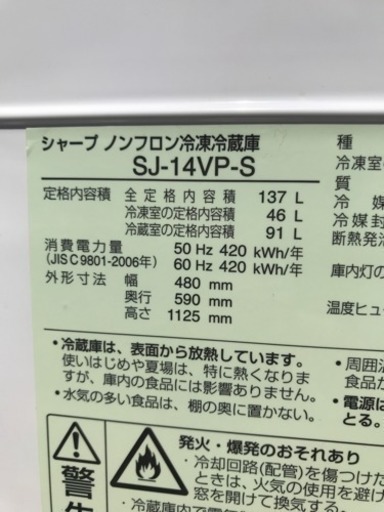 シャープ ノンフロン冷凍冷蔵庫
SJ-14VP-S
定格内容積 全定格内容積 137 L
冷凍室の定格内容積 46 L
冷蔵室の定格内容積 91 L
消費電力量 50 Hz 420 kWh/年
(JIS C 9801-2006年) 60 Hz 420 kWh/年
外形寸法 幅 480 mm
奥行 590 mm
高さ 1125 mm
・冷蔵庫は、表面から放熱しています。
使いはじめや夏場は、特に熱くなりま
すが、庫内の食品には影響ありません。
・水気の多い食品は、棚の奥に置かない。
種
冷凍室の
質
冷媒
冷媒封
断熱発
庫内灯の
温度ヒュー
・周囲
食品が
・電源は
とる。
警告
発火・爆発のおそれあり
・冷却回路(配管)を傷つけた
ときは、火気の使用を避け
窓を開けて換気する。
・冷蔵庫内で電